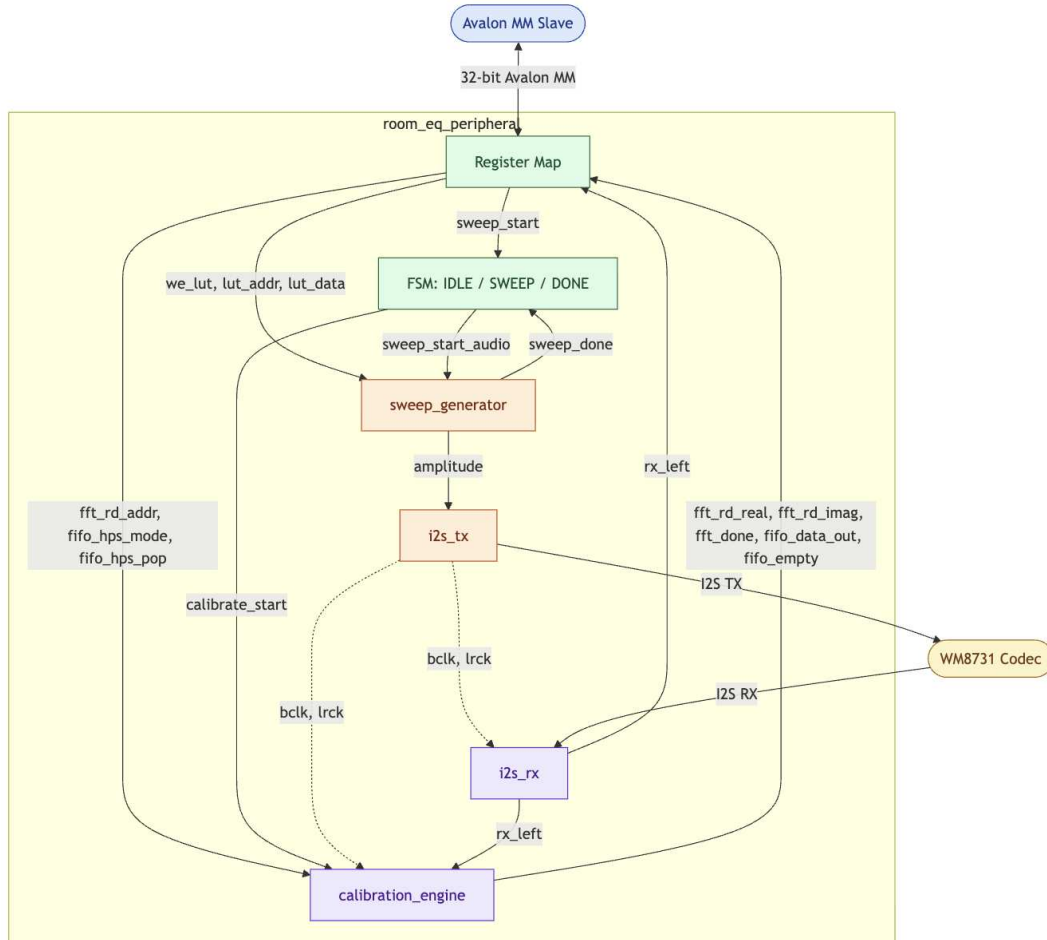 Avalon MM Slave
32-bit Avalon MM
room_eq_peripheral
Register Map
sweep_start
we_lut, lut_addr, lut_data
FSM: IDLE / SWEEP / DONE
sweep_start_audio
sweep_done
sweep_generator
amplitude
rx_left
fft_rd_addr,
fifo_hps_mode,
fifo_hps_pop
i2s_tx
fft_rd_real, fft_rd_imag,
fft_done, fifo_data_out,
fifo_empty
I2S TX
calibrate_start
bclk, lrck
WM8731 Codec
I2S RX
bclk, lrck
i2s_rx
rx_left
calibration_engine